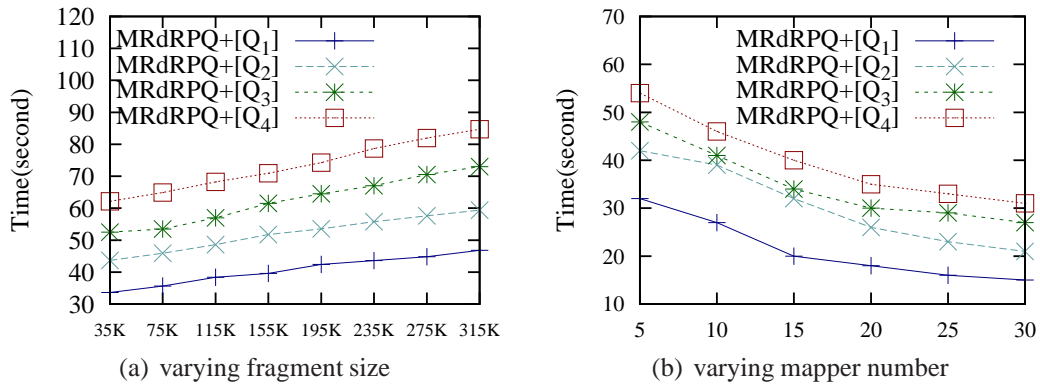 Time(second)
120
110
100
90
80
70
60
50
40
30
MRdRPQ+[Q1]
MRdRPQ+[Q2]
MRdRPQ+[Q3]
MRdRPQ+[Q4]
35K 75K 115K 155K 195K 235K 275K 315K
(a) varying fragment size
Time(second)
70
60
50
40
30
20
10
MRdRPQ+[Q1]
MRdRPQ+[Q2]
MRdRPQ+[Q3]
MRdRPQ+[Q4]
5 10 15 20 25 30
(b) varying mapper number